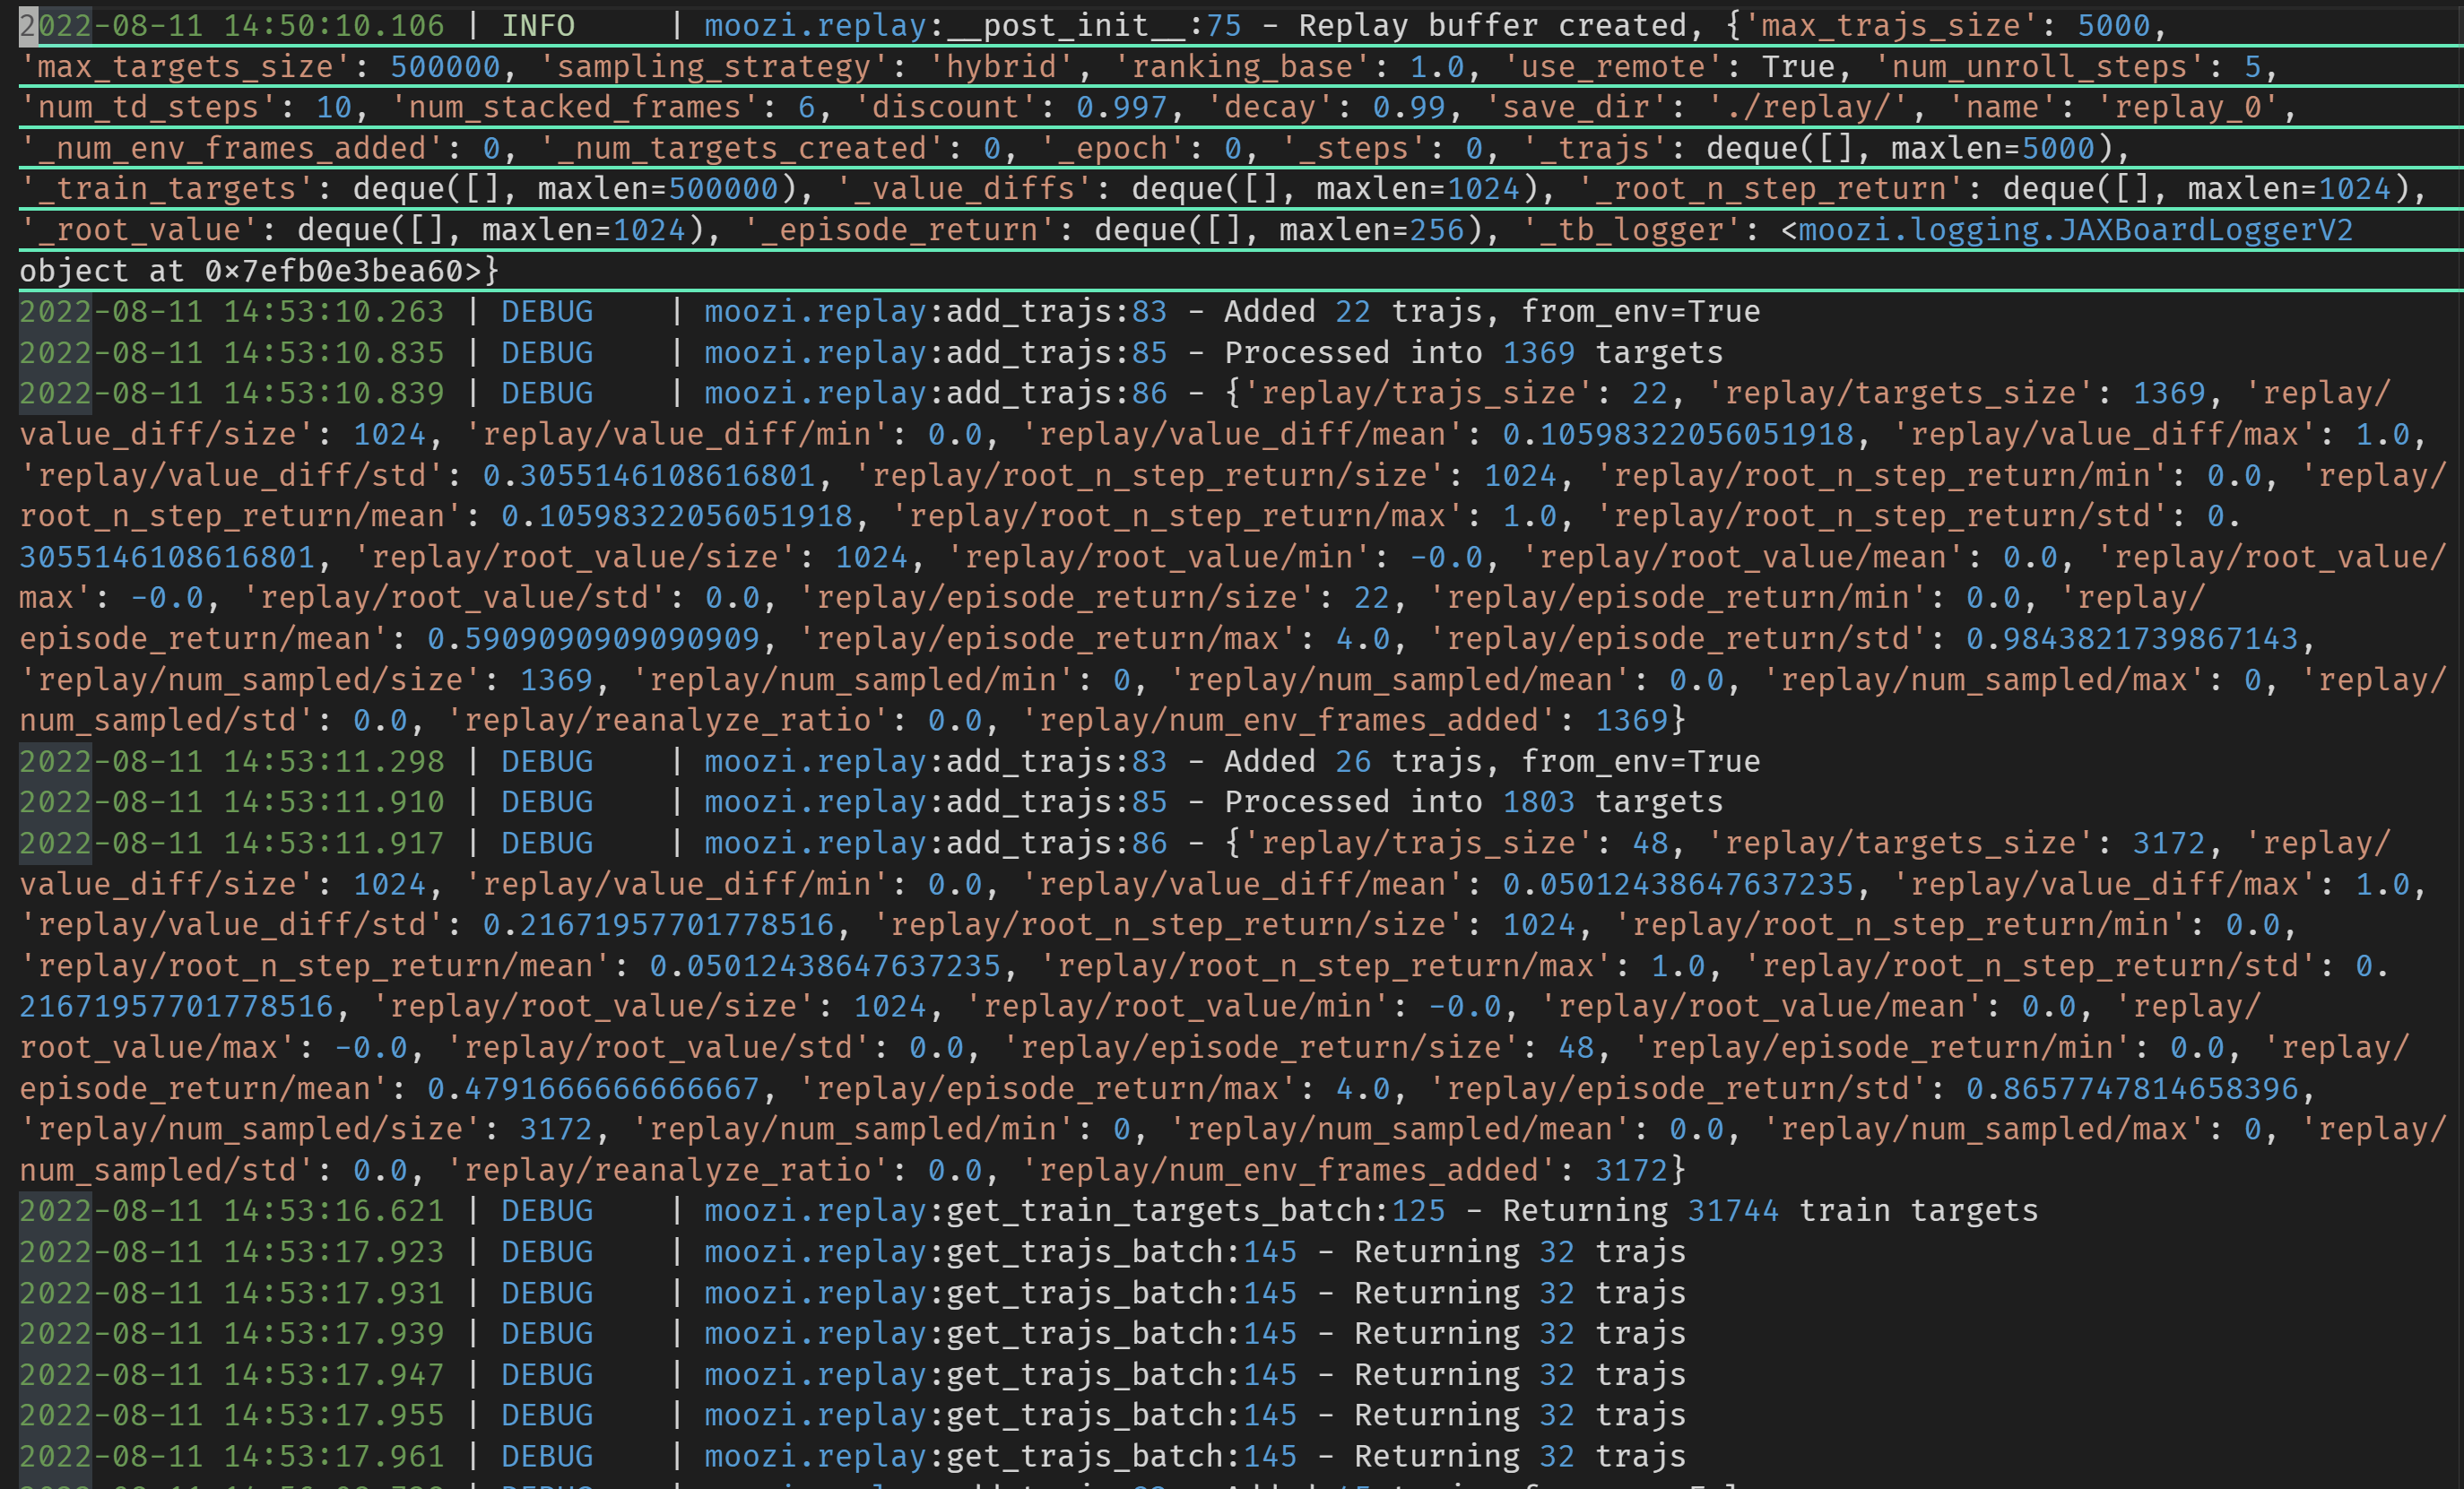 2022-08-11 14:50:10.106 | INFO     | moozi.replay:__post_init__:75 - Replay buffer created, {'max_trajs_size': 5000,
'max_targets_size': 500000, 'sampling_strategy': 'hybrid', 'ranking_base': 1.0, 'use_remote': True, 'num_unroll_steps': 5,
'num_td_steps': 10, 'num_stacked_frames': 6, 'discount': 0.997, 'decay': 0.99, 'save_dir': './replay/', 'name': 'replay_0',
'_num_env_frames_added': 0, '_num_targets_created': 0, '_epoch': 0, '_steps': 0, '_trajs': deque([], maxlen=5000),
'_train_targets': deque([], maxlen=500000), '_value_diffs': deque([], maxlen=1024), '_root_n_step_return': deque([], maxlen=1024),
'_root_value': deque([], maxlen=1024), '_episode_return': deque([], maxlen=256), '_tb_logger': <moozi.logging.JAXBoardLoggerV2
object at 0x7efb0e3bea60>}
2022-08-11 14:53:10.263 | DEBUG    | moozi.replay:add_trajs:83 - Added 22 trajs, from_env=True
2022-08-11 14:53:10.835 | DEBUG    | moozi.replay:add_trajs:85 - Processed into 1369 targets
2022-08-11 14:53:10.839 | DEBUG    | moozi.replay:add_trajs:86 - {'replay/trajs_size': 22, 'replay/targets_size': 1369, 'replay/
value_diff/size': 1024, 'replay/value_diff/min': 0.0, 'replay/value_diff/mean': 0.10598322056051918, 'replay/value_diff/max': 1.0,
'replay/value_diff/std': 0.3055146108616801, 'replay/root_n_step_return/size': 1024, 'replay/root_n_step_return/min': 0.0, 'replay/
root_n_step_return/mean': 0.10598322056051918, 'replay/root_n_step_return/max': 1.0, 'replay/root_n_step_return/std': 0.
3055146108616801, 'replay/root_value/size': 1024, 'replay/root_value/min': -0.0, 'replay/root_value/mean': 0.0, 'replay/root_value/
max': -0.0, 'replay/root_value/std': 0.0, 'replay/episode_return/size': 22, 'replay/episode_return/min': 0.0, 'replay/
episode_return/mean': 0.5909090909090909, 'replay/episode_return/max': 4.0, 'replay/episode_return/std': 0.9843821739867143,
'replay/num_sampled/size': 1369, 'replay/num_sampled/min': 0, 'replay/num_sampled/mean': 0.0, 'replay/num_sampled/max': 0, 'replay/
num_sampled/std': 0.0, 'replay/reanalyze_ratio': 0.0, 'replay/num_env_frames_added': 1369}
2022-08-11 14:53:11.298 | DEBUG    | moozi.replay:add_trajs:83 - Added 26 trajs, from_env=True
2022-08-11 14:53:11.910 | DEBUG    | moozi.replay:add_trajs:85 - Processed into 1803 targets
2022-08-11 14:53:11.917 | DEBUG    | moozi.replay:add_trajs:86 - {'replay/trajs_size': 48, 'replay/targets_size': 3172, 'replay/
value_diff/size': 1024, 'replay/value_diff/min': 0.0, 'replay/value_diff/mean': 0.05012438647637235, 'replay/value_diff/max': 1.0,
'replay/value_diff/std': 0.21671957701778516, 'replay/root_n_step_return/size': 1024, 'replay/root_n_step_return/min': 0.0,
'replay/root_n_step_return/mean': 0.05012438647637235, 'replay/root_n_step_return/max': 1.0, 'replay/root_n_step_return/std': 0.
21671957701778516, 'replay/root_value/size': 1024, 'replay/root_value/min': -0.0, 'replay/root_value/mean': 0.0, 'replay/
root_value/max': -0.0, 'replay/root_value/std': 0.0, 'replay/episode_return/size': 48, 'replay/episode_return/min': 0.0, 'replay/
episode_return/mean': 0.4791666666666667, 'replay/episode_return/max': 4.0, 'replay/episode_return/std': 0.8657747814658396,
'replay/num_sampled/size': 3172, 'replay/num_sampled/min': 0, 'replay/num_sampled/mean': 0.0, 'replay/num_sampled/max': 0, 'replay/
num_sampled/std': 0.0, 'replay/reanalyze_ratio': 0.0, 'replay/num_env_frames_added': 3172}
2022-08-11 14:53:16.621 | DEBUG    | moozi.replay:get_train_targets_batch:125 - Returning 31744 train targets
2022-08-11 14:53:17.923 | DEBUG    | moozi.replay:get_trajs_batch:145 - Returning 32 trajs
2022-08-11 14:53:17.931 | DEBUG    | moozi.replay:get_trajs_batch:145 - Returning 32 trajs
2022-08-11 14:53:17.939 | DEBUG    | moozi.replay:get_trajs_batch:145 - Returning 32 trajs
2022-08-11 14:53:17.947 | DEBUG    | moozi.replay:get_trajs_batch:145 - Returning 32 trajs
2022-08-11 14:53:17.955 | DEBUG    | moozi.replay:get_trajs_batch:145 - Returning 32 trajs
2022-08-11 14:53:17.961 | DEBUG    | moozi.replay:get_trajs_batch:145 - Returning 32 trajs